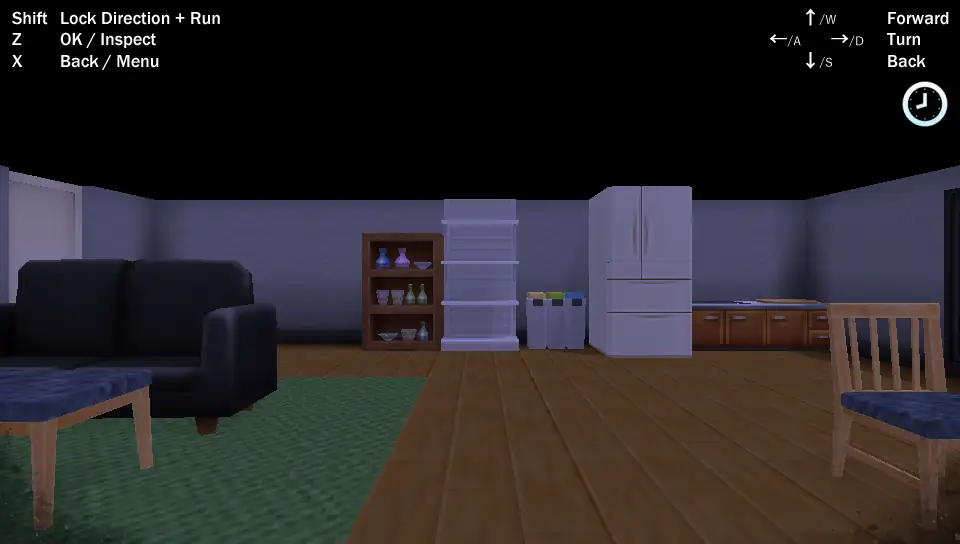 Shift Lock Direction + Run
Z OK / Inspect
X Back / Menu
↑/W Forward
←/A →/D Turn
↓/S Back